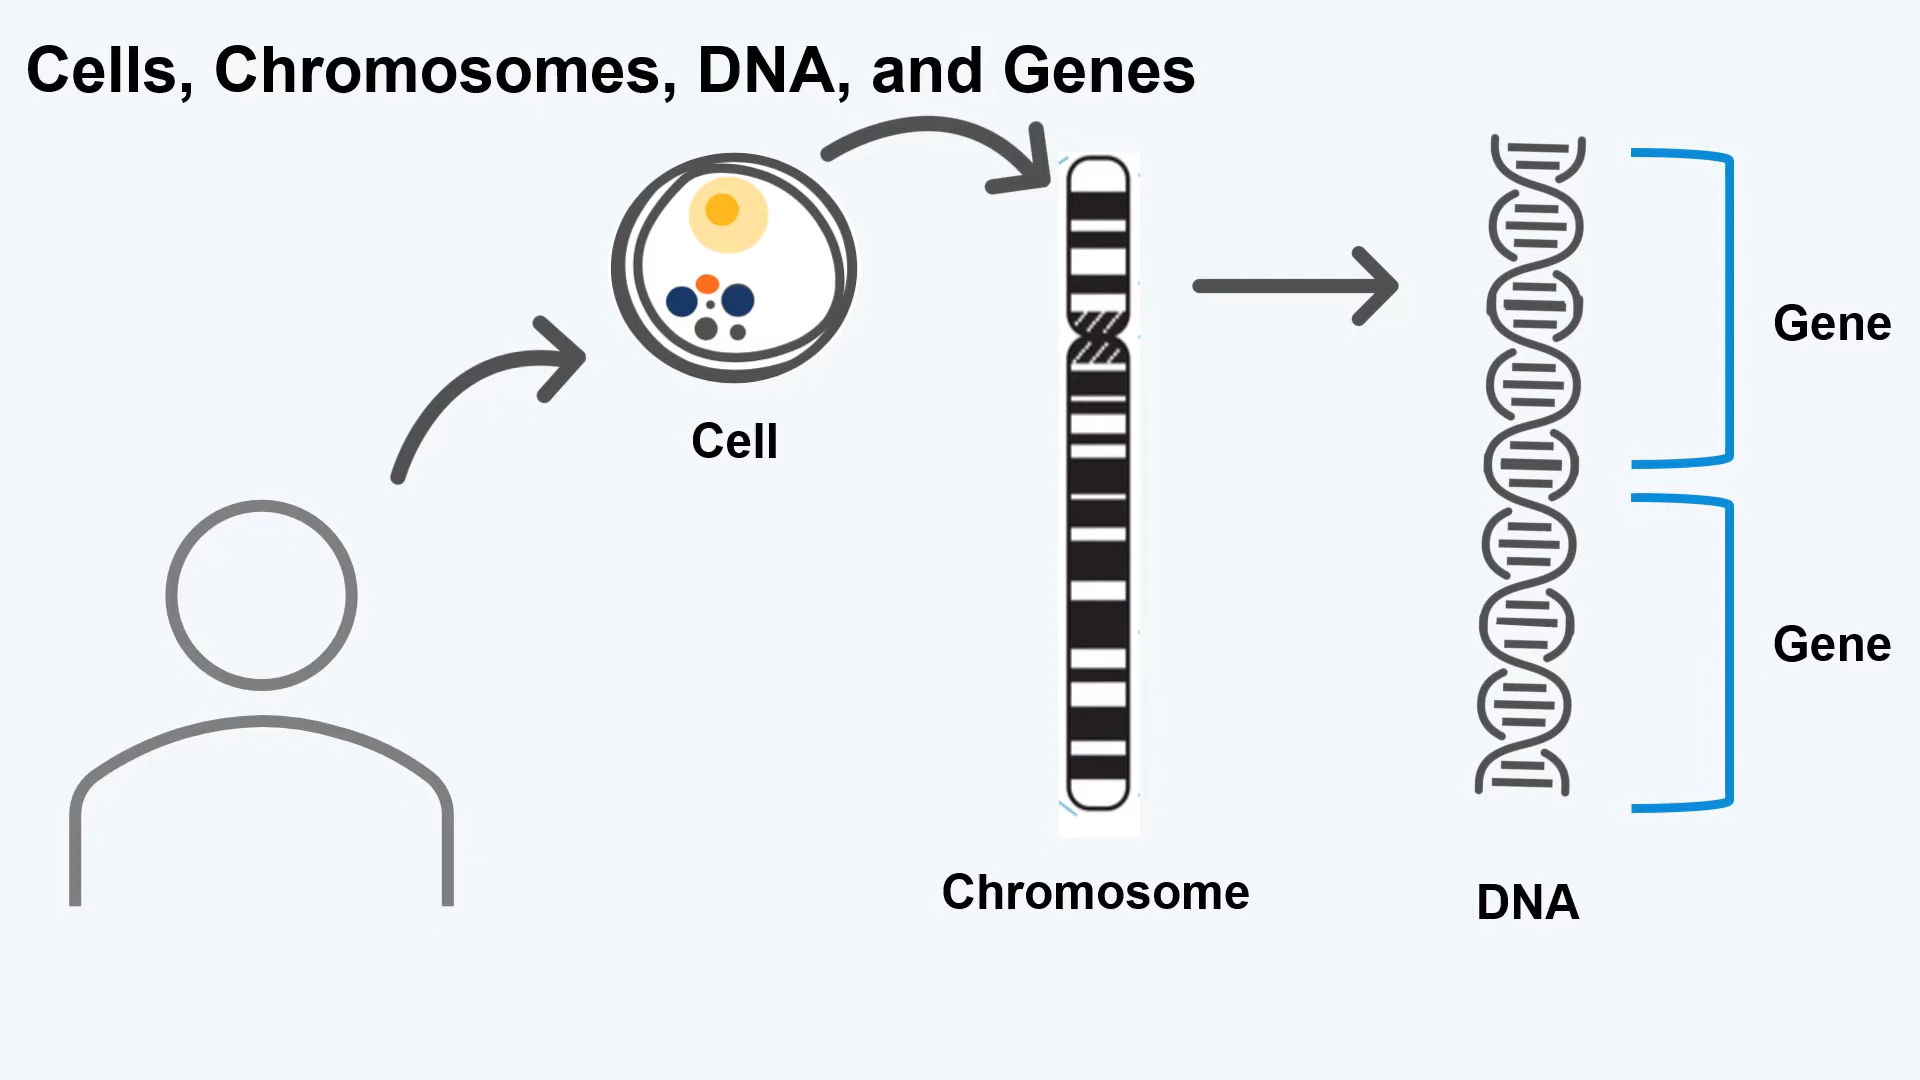 Cells, Chromosomes, DNA, and Genes
Cell
Chromosome
DNA
Gene
Gene